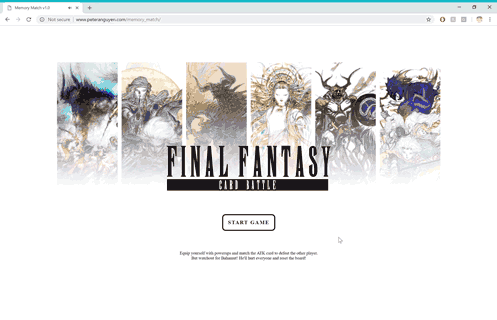 Memory Match v1.0
Not secure | www.peteranguyen.com/memory_match/
FINAL FANTASY
CARD BATTLE
START GAME
Equip yourself with powerups and match the ATK card to defeat the other player.
But watchout for Bahamut! He'll hurt everyone and reset the board!